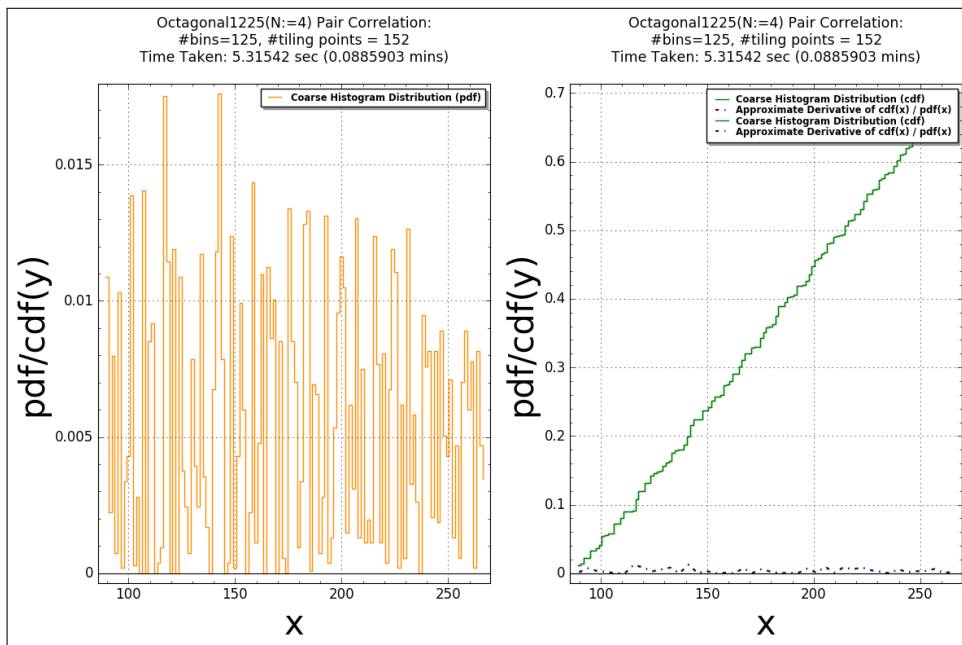 Octagonal1225(N:=4) Pair Correlation:
#bins=125, #tiling points = 152
Time Taken: 5.31542 sec (0.0885903 mins)
Coarse Histogram Distribution (pdf)
0.015
0.010
0.005
0
100
150
200
250
pdf/cdf(y)
x
Octagonal1225(N:=4) Pair Correlation:
#bins=125, #tiling points = 152
Time Taken: 5.31542 sec (0.0885903 mins)
Coarse Histogram Distribution (cdf)
Approximate Derivative of cdf(x) / pdf(x)
Coarse Histogram Distribution (cdf)
Approximate Derivative of cdf(x) / pdf(x)
0.7
0.6
0.5
0.4
0.3
0.2
0.1
0
100
150
200
250
pdf/cdf(y)
x